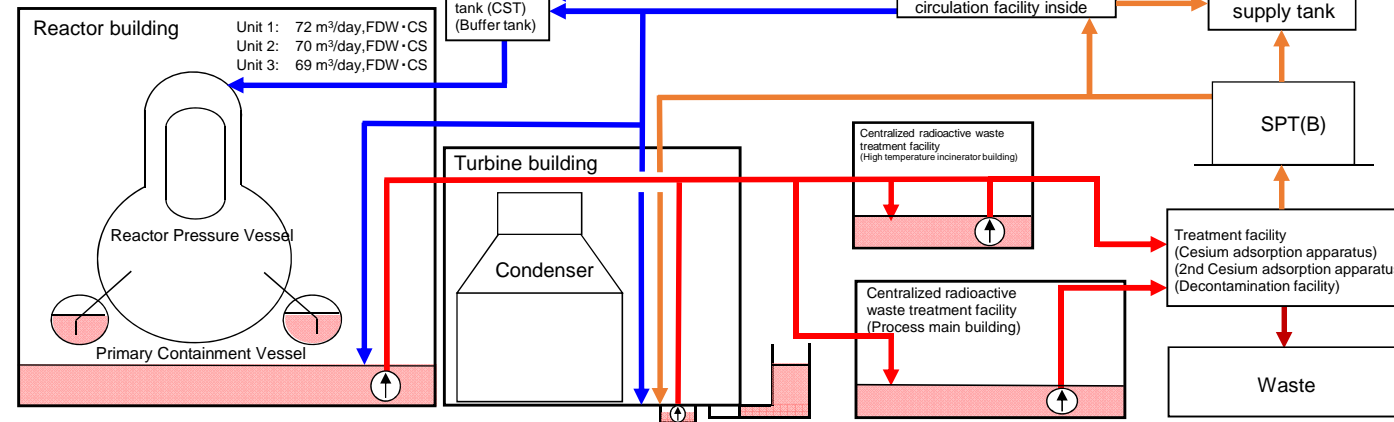 tank (CST)
(Buffer tank)
circulation facility inside
supply tank
Reactor building
Unit 1: 72 m³/day,FDW・CS
Unit 2: 70 m³/day,FDW・CS
Unit 3: 69 m³/day,FDW・CS
SPT(B)
Centralized radioactive waste
treatment facility
(High temperature incinerator building)
Turbine building
Reactor Pressure Vessel
Condenser
Treatment facility
(Cesium adsorption apparatus)
(2nd Cesium adsorption apparatu
(Decontamination facility)
Centralized radioactive
waste treatment facility
(Process main building)
Primary Containment Vessel
Waste